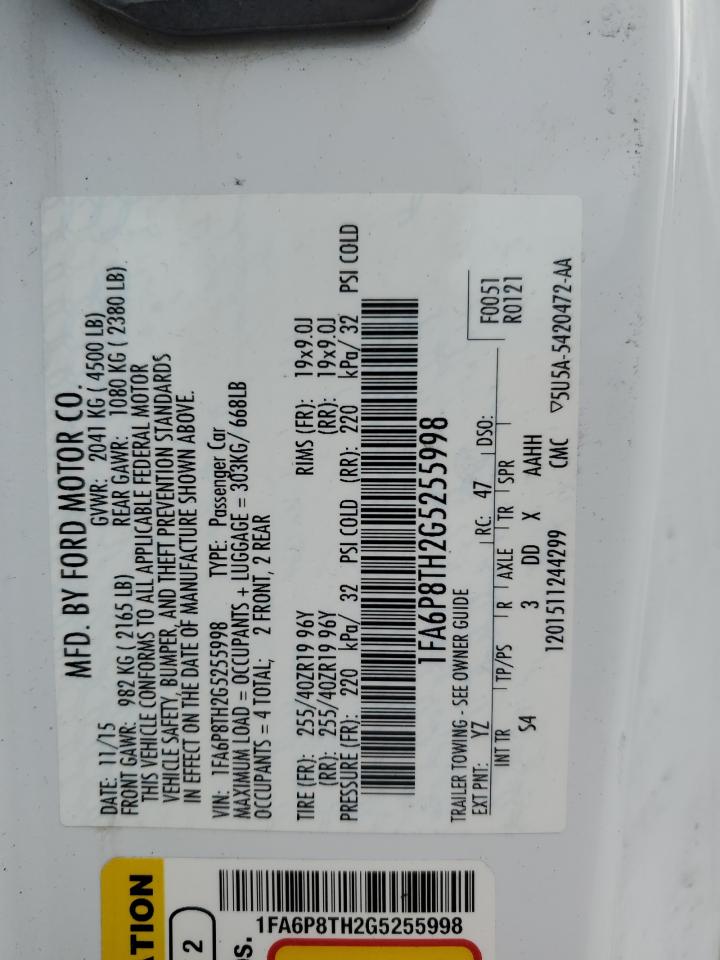 MFD. BY FORD MOTOR CO.
DATE: 11/15 GVWR: 2041 KG ( 4500 LB)
FRONT GAWR: 982 KG ( 2165 LB) REAR GAWR: 1080 KG ( 2380 LB)
THIS VEHICLE CONFORMS TO ALL APPLICABLE FEDERAL MOTOR
VEHICLE SAFETY, BUMPER, AND THEFT PREVENTION STANDARDS
IN EFFECT ON THE DATE OF MANUFACTURE SHOWN ABOVE.
VIN: 1FA6P8TH2G5255998 TYPE: Passenger Car
MAXIMUM LOAD = OCCUPANTS + LUGGAGE = 303KG/ 668LB
OCCUPANTS = 4 TOTAL; 2 FRONT, 2 REAR
TIRE (FR): 255/40ZR19 96Y RIMS (FR): 19x9.0J
(RR): 255/40ZR19 96Y (RR): 19x9.0J
PRESSURE (FR): 220 kPa/ 32 PSI COLD (RR): 220 kPa/ 32 PSI COLD
1FA6P8TH2G5255998
TRAILER TOWING - SEE OWNER GUIDE
EXT PNT: YZ RC: 47 DSO: F0051
R0121
INT TR TP/PS R AXLE TR SPR
S4 3 DD X AAHH
1201511244299 CMC ▽5U5A-5420472-AA
ATION
2
os.
1FA6P8TH2G5255998